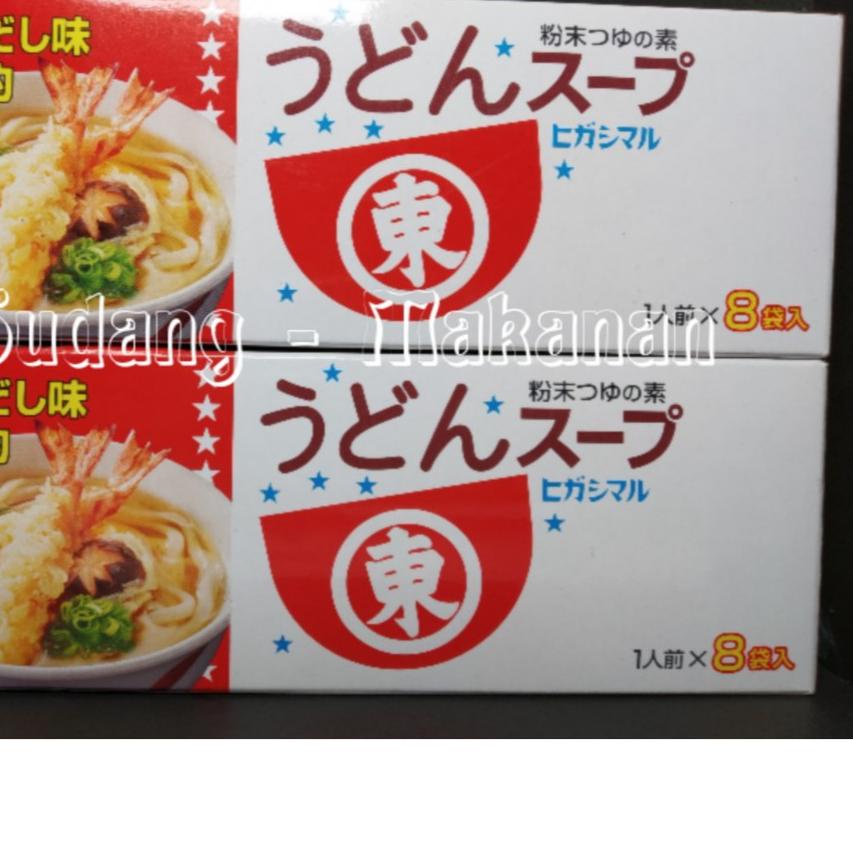 だし味
粉末つゆの素
うどんスープ
ヒガシマル
東
1人前×8袋入
udang - Makanan
だし味
粉末つゆの素
うどんスープ
ヒガシマル
東
1人前×8袋入